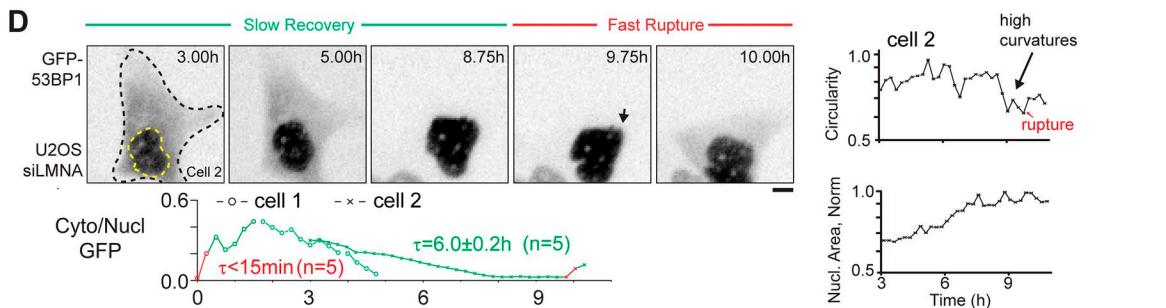 D
Slow Recovery
Fast Rupture
GFP-
53BP1
U2OS
siLMNA
3.00h
Cell 2
5.00h
8.75h
9.75h
10.00h
cell 1
cell 2
Cyto/Nucl
GFP
0.6
0.0
τ<15min (n=5)
τ=6.0±0.2h (n=5)
0
3
6
9
cell 2
high
curvatures
Circularity
1.0
0.5
rupture
Nucl. Area, Norm
1.0
0.5
3
6
9
Time (h)